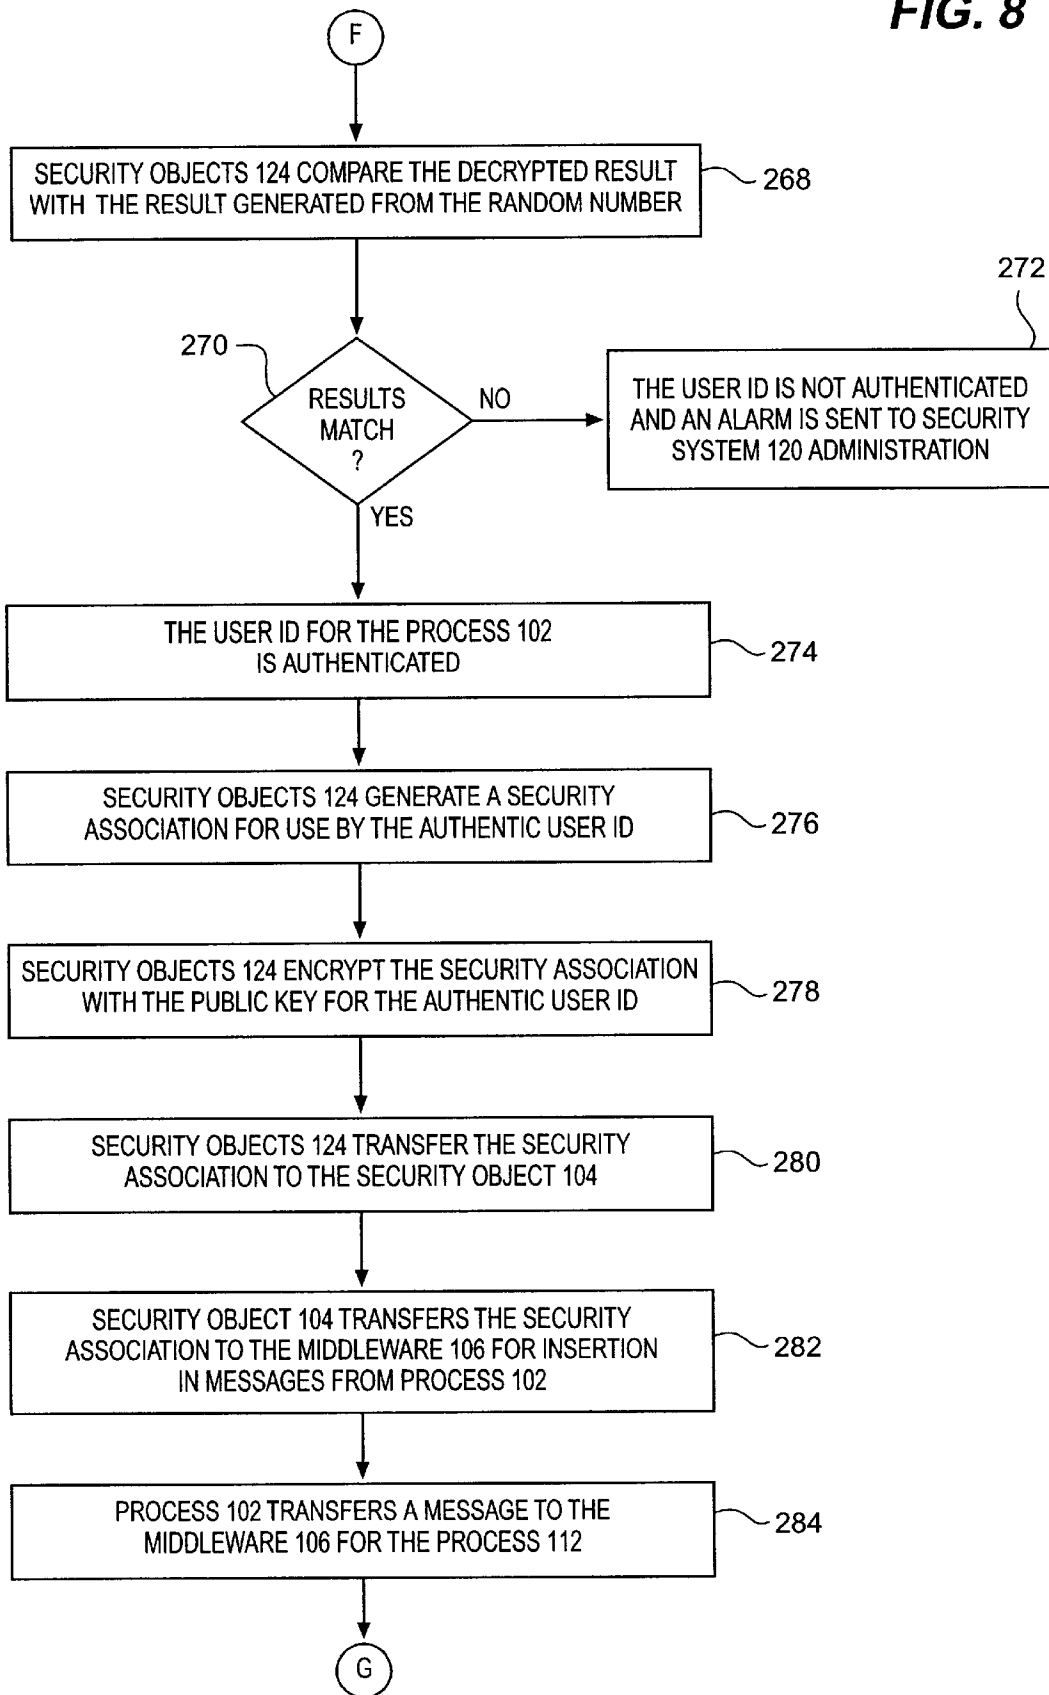 FIG. 8
F
SECURITY OBJECTS 124 COMPARE THE DECRYPTED RESULT
WITH THE RESULT GENERATED FROM THE RANDOM NUMBER
268
272
270
RESULTS
MATCH
?
NO
THE USER ID IS NOT AUTHENTICATED
AND AN ALARM IS SENT TO SECURITY
SYSTEM 120 ADMINISTRATION
YES
THE USER ID FOR THE PROCESS 102
IS AUTHENTICATED
274
SECURITY OBJECTS 124 GENERATE A SECURITY
ASSOCIATION FOR USE BY THE AUTHENTIC USER ID
276
SECURITY OBJECTS 124 ENCRYPT THE SECURITY ASSOCIATION
WITH THE PUBLIC KEY FOR THE AUTHENTIC USER ID
278
SECURITY OBJECTS 124 TRANSFER THE SECURITY
ASSOCIATION TO THE SECURITY OBJECT 104
280
SECURITY OBJECT 104 TRANSFERS THE SECURITY
ASSOCIATION TO THE MIDDLEWARE 106 FOR INSERTION
IN MESSAGES FROM PROCESS 102
282
PROCESS 102 TRANSFERS A MESSAGE TO THE
MIDDLEWARE 106 FOR THE PROCESS 112
284
G